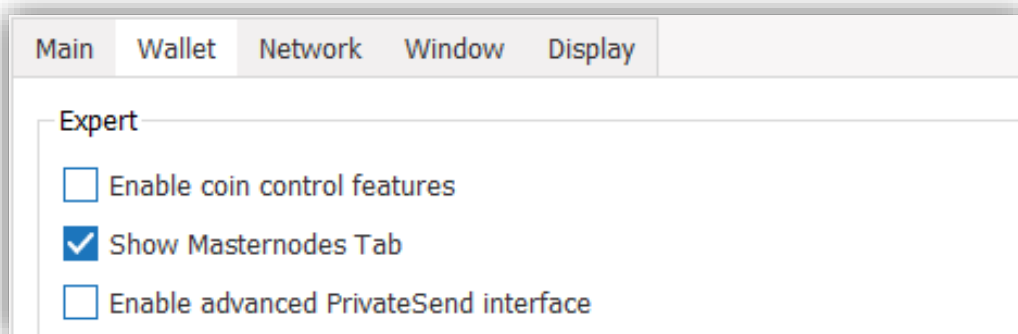 Main Wallet Network Window Display
Expert
Enable coin control features
Show Masternodes Tab
Enable advanced PrivateSend interface